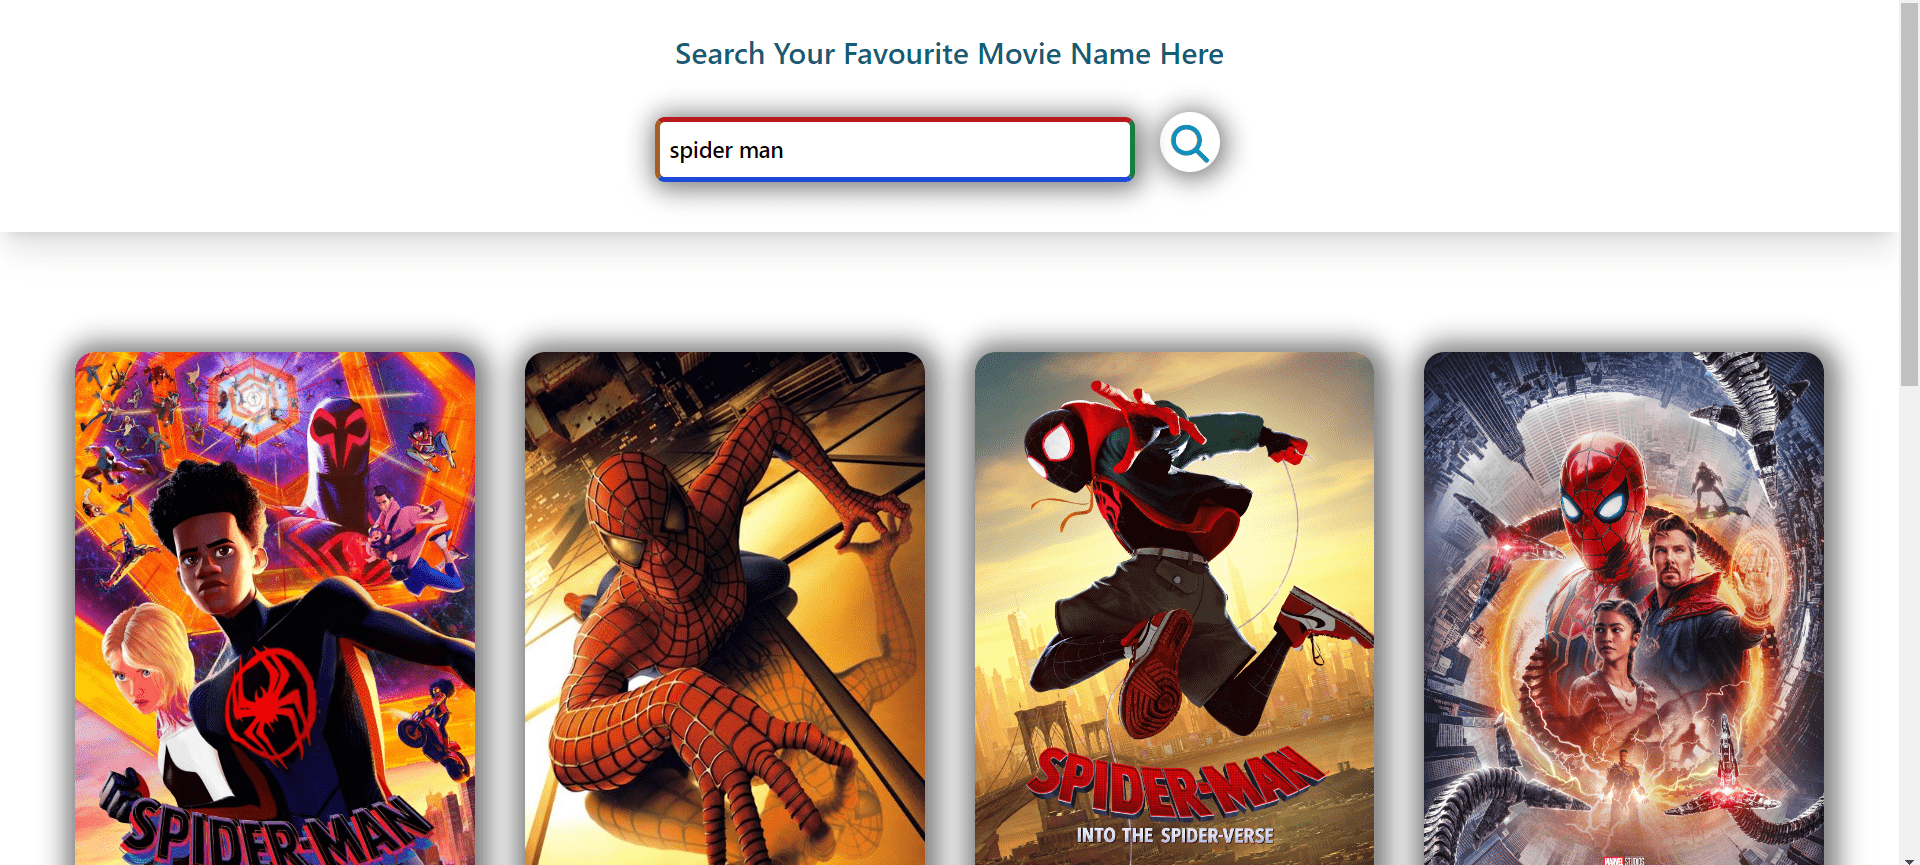 Search Your Favourite Movie Name Here
spider man
SPIDER-MAN
SPIDER-MAN
INTO THE SPIDER-VERSE
MARVEL STUDIOS